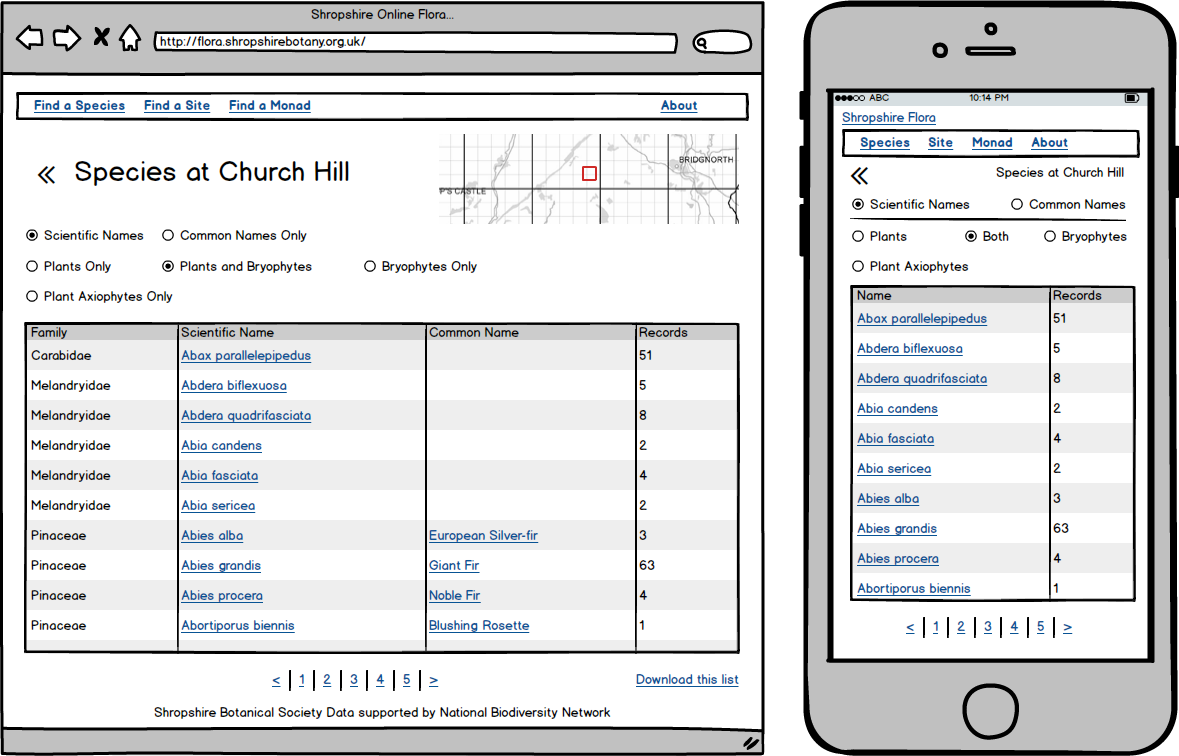 Shropshire Online Flora...
http://flora.shropshirebotany.org.uk/
Find a Species Find a Site Find a Monad About
« Species at Church Hill
BRIDGNORTH
P'S CASTLE
Scientific Names Common Names Only
Plants Only Plants and Bryophytes Bryophytes Only
Plant Axiophytes Only
Family Scientific Name Common Name Records
Carabidae Abax parallelepipedus 51
Melandryidae Abdera biflexuosa 5
Melandryidae Abdera quadrifasciata 8
Melandryidae Abia candens 2
Melandryidae Abia fasciata 4
Melandryidae Abia sericea 2
Pinaceae Abies alba European Silver-fir 3
Pinaceae Abies grandis Giant Fir 63
Pinaceae Abies procera Noble Fir 4
Pinaceae Abortiporus biennis Blushing Rosette 1
< | 1 | 2 | 3 | 4 | 5 | > Download this list
Shropshire Botanical Society Data supported by National Biodiversity Network
ABC 10:14 PM
Shropshire Flora
Species Site Monad About
« Species at Church Hill
Scientific Names Common Names
Plants Both Bryophytes
Plant Axiophytes
Name Records
Abax parallelepipedus 51
Abdera biflexuosa 5
Abdera quadrifasciata 8
Abia candens 2
Abia fasciata 4
Abia sericea 2
Abies alba 3
Abies grandis 63
Abies procera 4
Abortiporus biennis 1
< | 1 | 2 | 3 | 4 | 5 | >